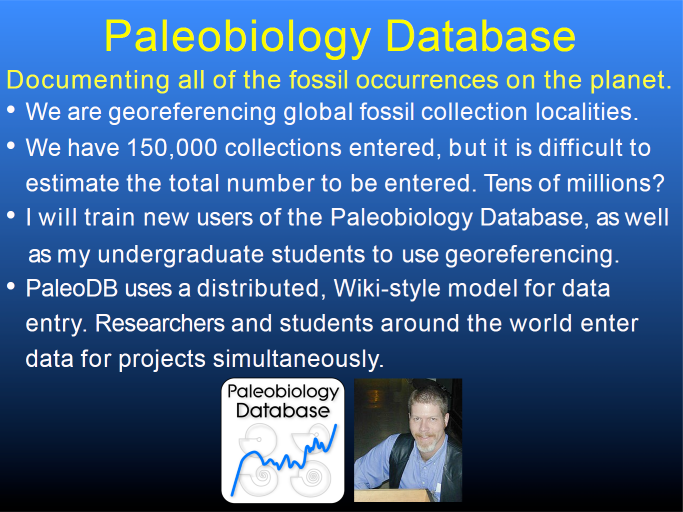 Paleobiology Database
Documenting all of the fossil occurrences on the planet.
• We are georeferencing global fossil collection localities.
• We have 150,000 collections entered, but it is difficult to
estimate the total number to be entered. Tens of millions?
• I will train new users of the Paleobiology Database, as well
as my undergraduate students to use georeferencing.
• PaleoDB uses a distributed, Wiki-style model for data
entry. Researchers and students around the world enter
data for projects simultaneously.
Paleobiology
Database